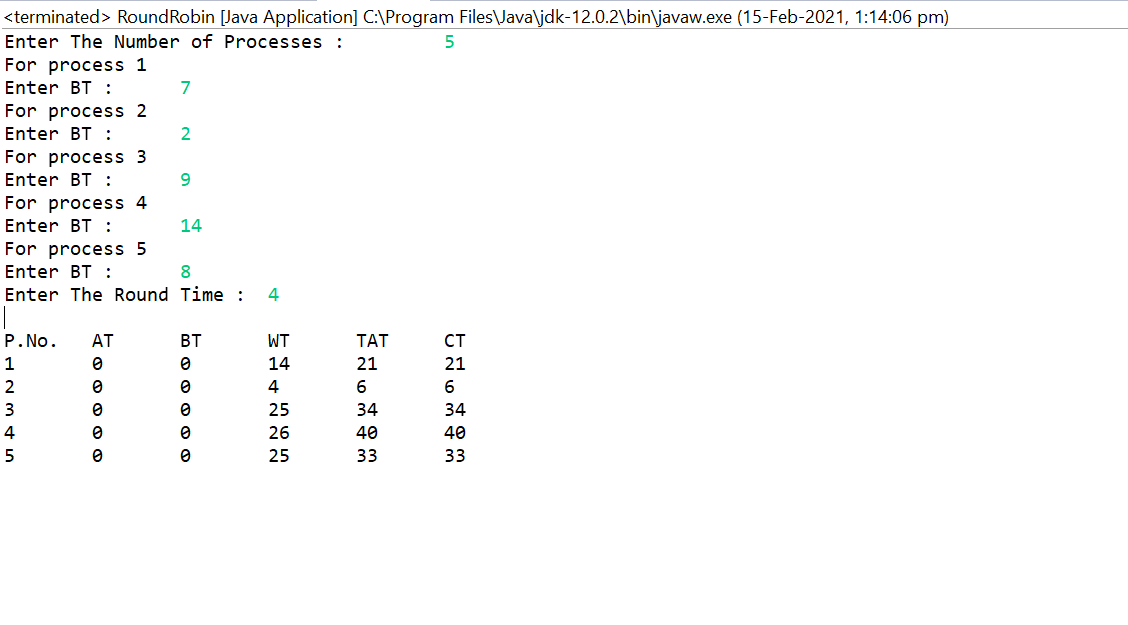 <terminated> RoundRobin [Java Application] C:\Program Files\Java\jdk-12.0.2\bin\javaw.exe (15-Feb-2021, 1:14:06 pm)
Enter The Number of Processes : 5
For process 1
Enter BT : 7
For process 2
Enter BT : 2
For process 3
Enter BT : 9
For process 4
Enter BT : 14
For process 5
Enter BT : 8
Enter The Round Time : 4
P.No. AT BT WT TAT CT
1 0 0 14 21 21
2 0 0 4 6 6
3 0 0 25 34 34
4 0 0 26 40 40
5 0 0 25 33 33